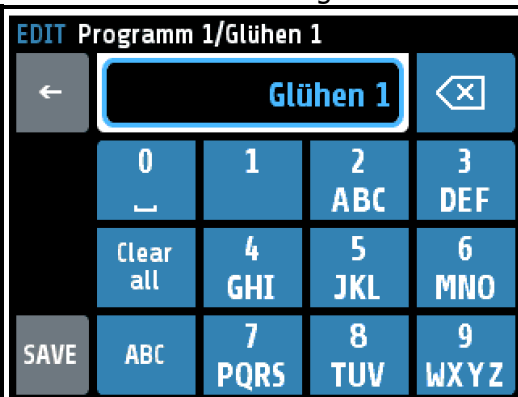 EDIT Programm 1/Glühen 1
←
Glühen 1
0
1
2
ABC
3
DEF
Clear
all
4
GHI
5
JKL
6
MNO
SAVE
ABC
7
PQRS
8
TUV
9
WXYZ